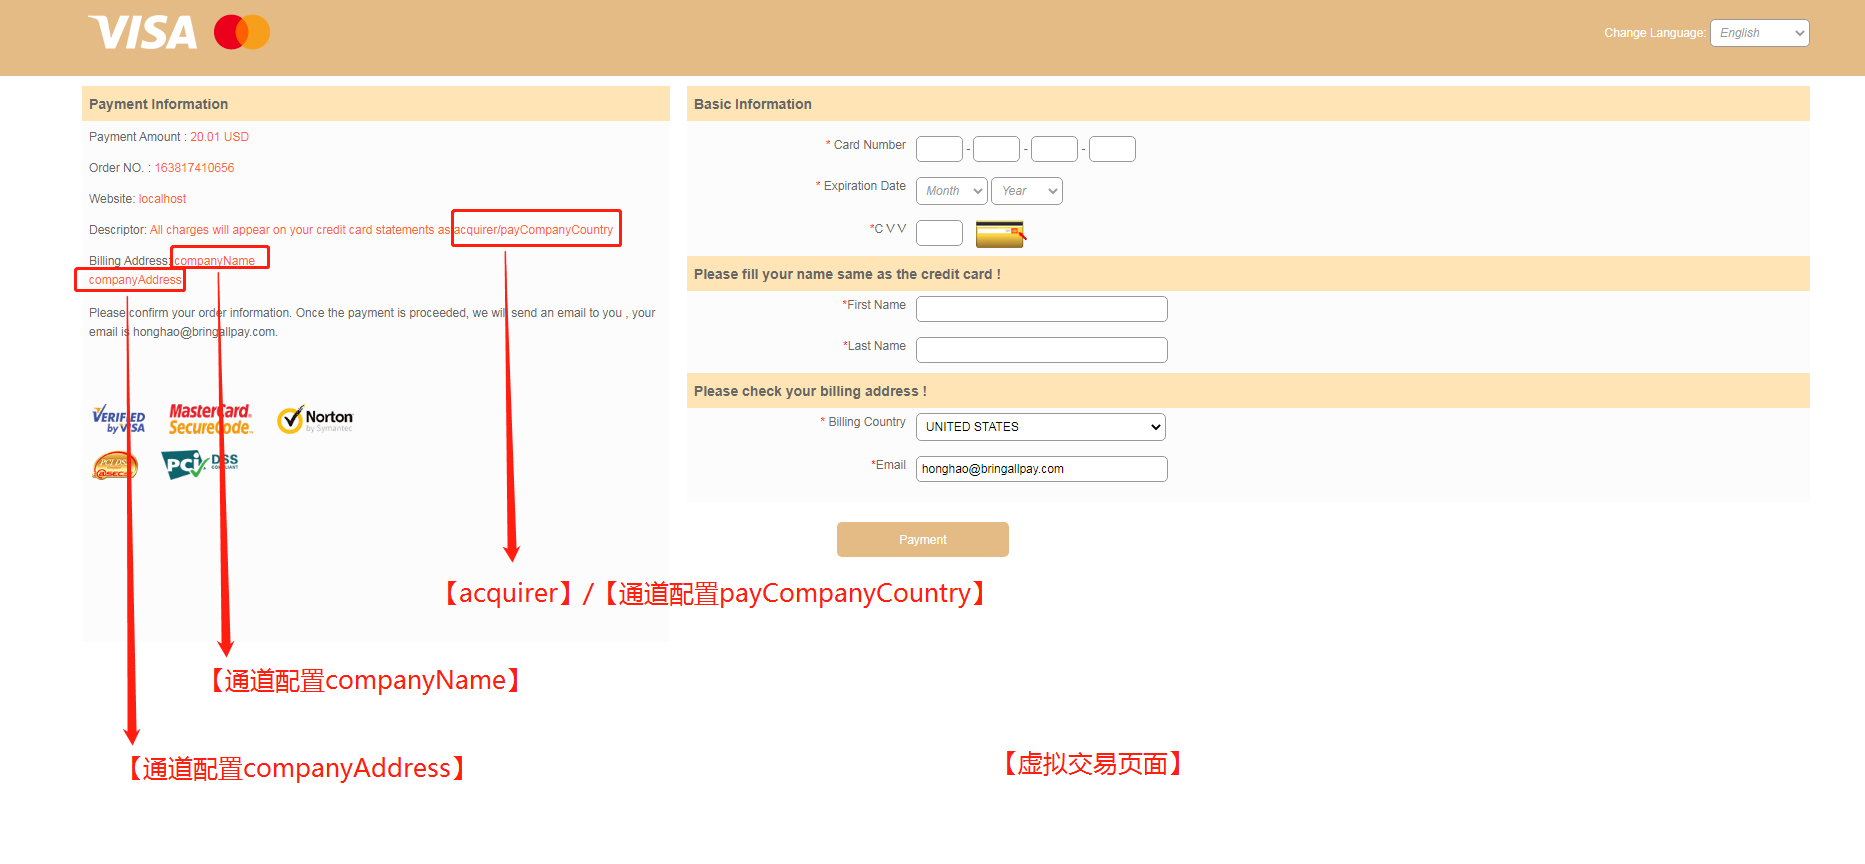 VISA
Change Language: English
Payment Information
Payment Amount : 20.01 USD
Order NO. : 163817410656
Website: localhost
Descriptor: All charges will appear on your credit card statements as acquirer/payCompanyCountry
Billing Address: companyName
companyAddress
Please confirm your order information. Once the payment is proceeded, we will send an email to you , your
email is honghao@bringallpay.com.
VERIFIED
by VISA
MasterCard.
SecureCode.
Norton
by Symantec
PCI DSS
@SEC
PCI DSS
COMPLIANT
Basic Information
* Card Number - - -
* Expiration Date Month Year
*C V V
Please fill your name same as the credit card !
*First Name
*Last Name
Please check your billing address !
* Billing Country UNITED STATES
*Email honghao@bringallpay.com
Payment
【acquirer】/【通道配置payCompanyCountry】
【通道配置companyName】
【通道配置companyAddress】
【虚拟交易页面】